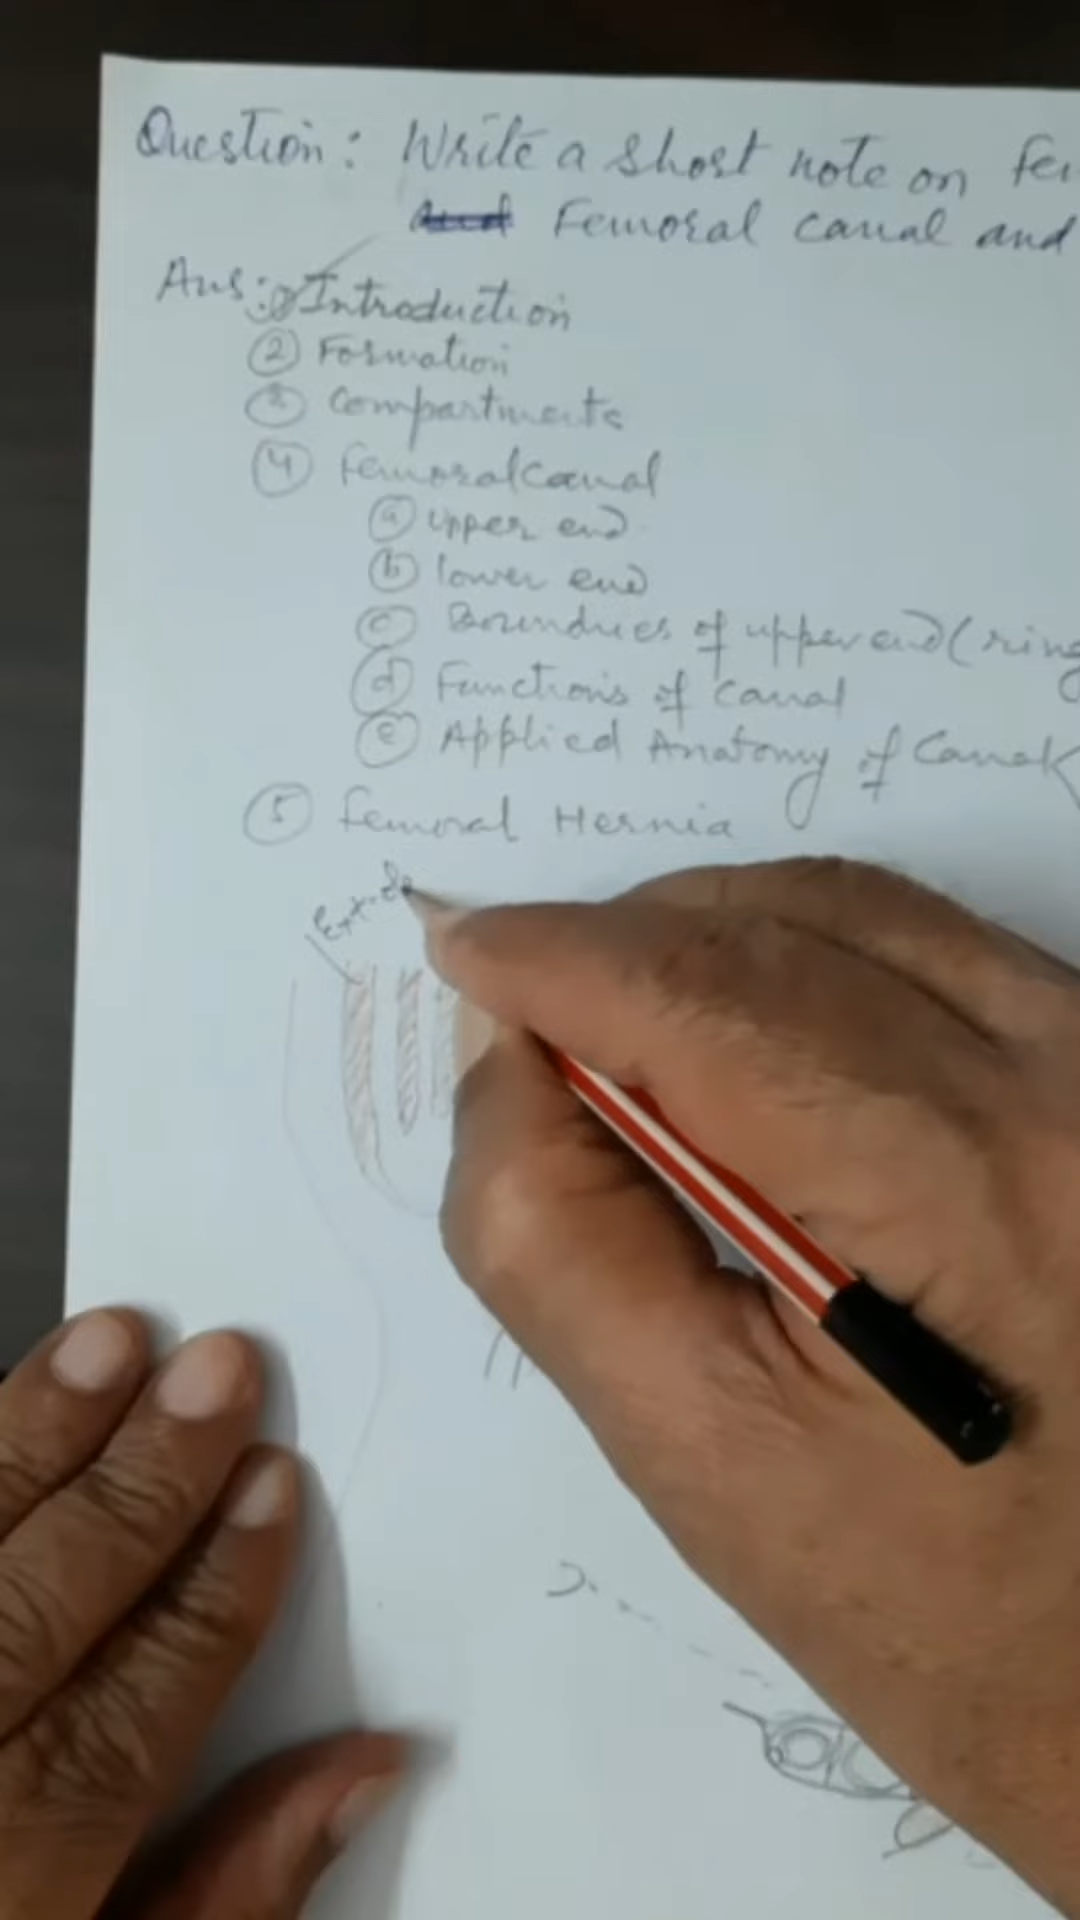 Question: Write a short note on
Femoral canal and
Ans: Introduction
② Formation
③ Compartments
④ Femoral Canal
ⓐ upper end
ⓑ lower end
ⓒ Boundries of upper end (ring
ⓓ Functions of Canal
ⓔ Applied Anatomy of Canal
⑤ Femoral Hernia
Ext.